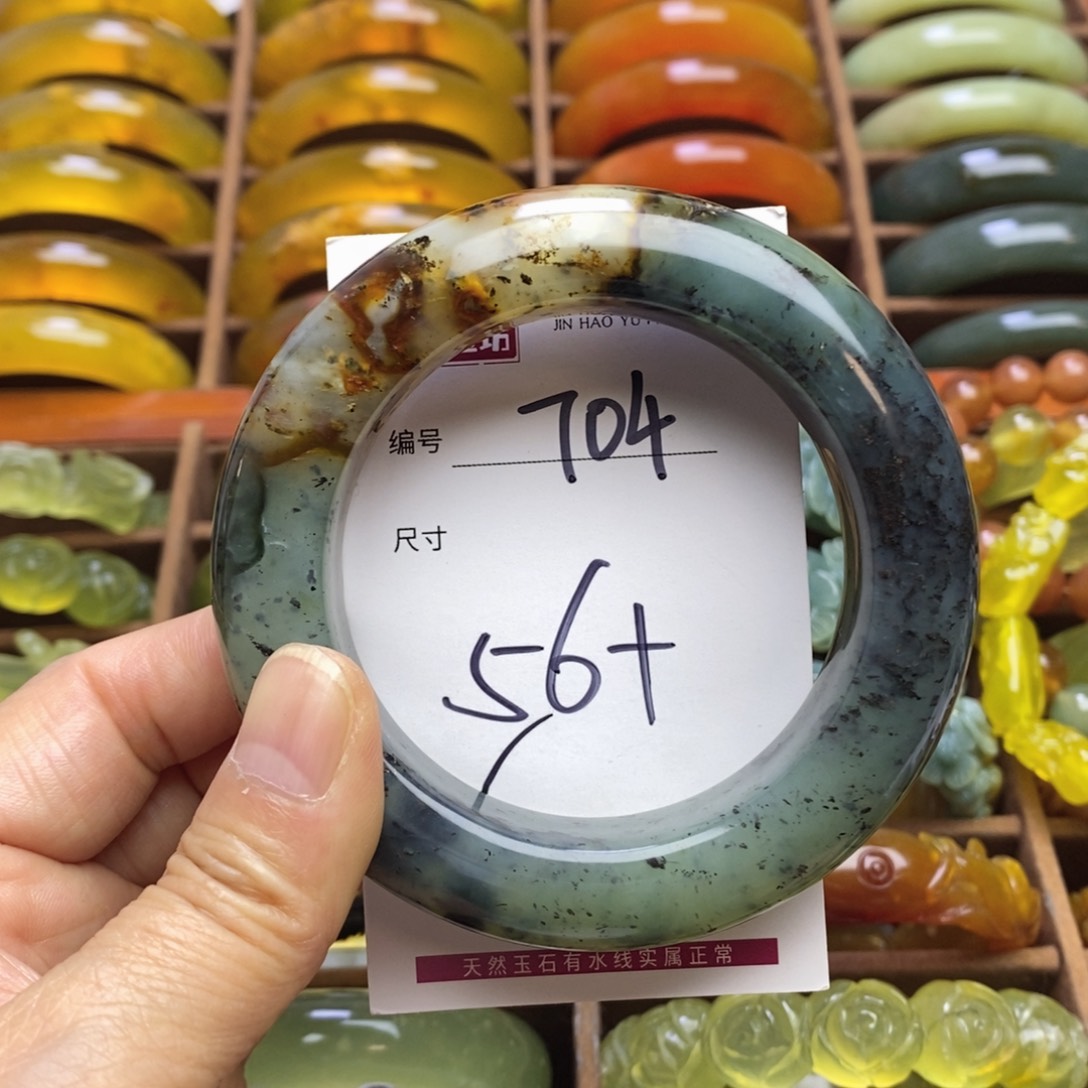 坊
JIN HAO YU
编号 704
尺寸
56+
天然玉石有水线实属正常